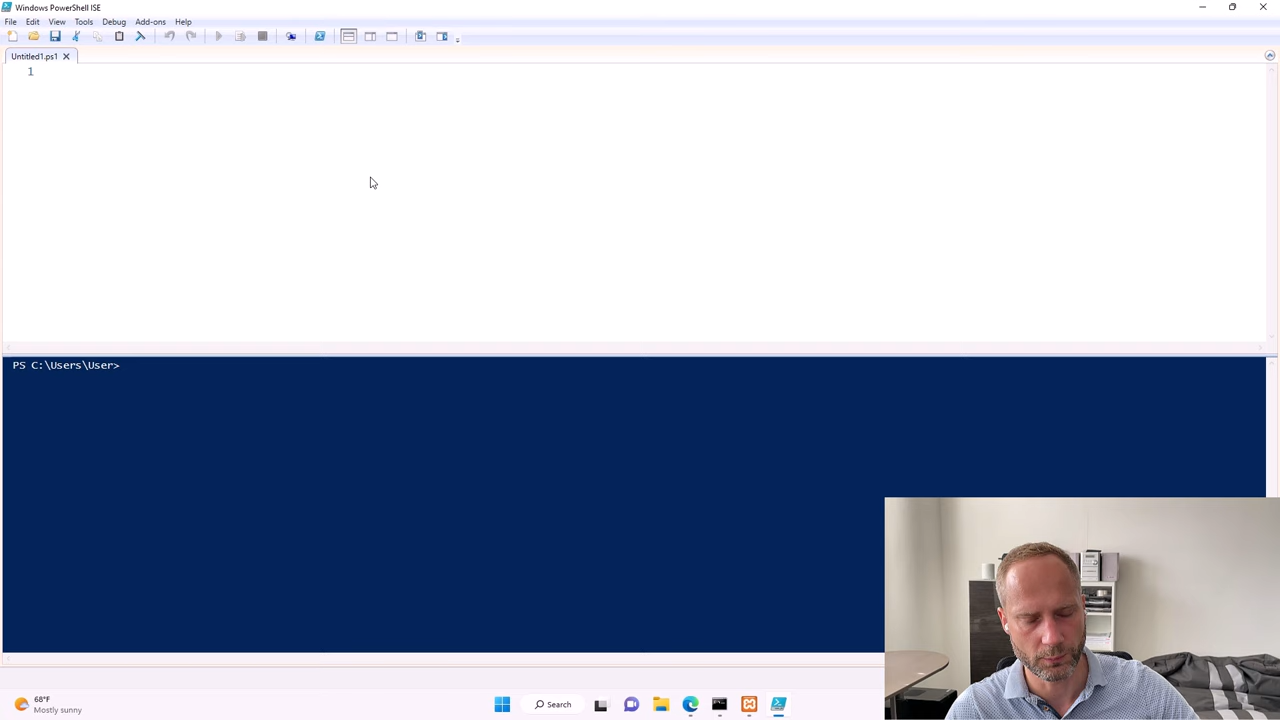 Windows PowerShell ISE
File Edit View Tools Debug Add-ons Help
Untitled1.ps1
1
PS C:\Users\User>
68°F
Mostly sunny
Search